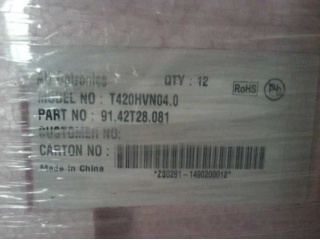 QTY : 12
MODEL NO : T420HVN04.0
RoHS
PART NO : 91.42T28.081
CUSTOMER NO:
CARTON NO :
Made in China